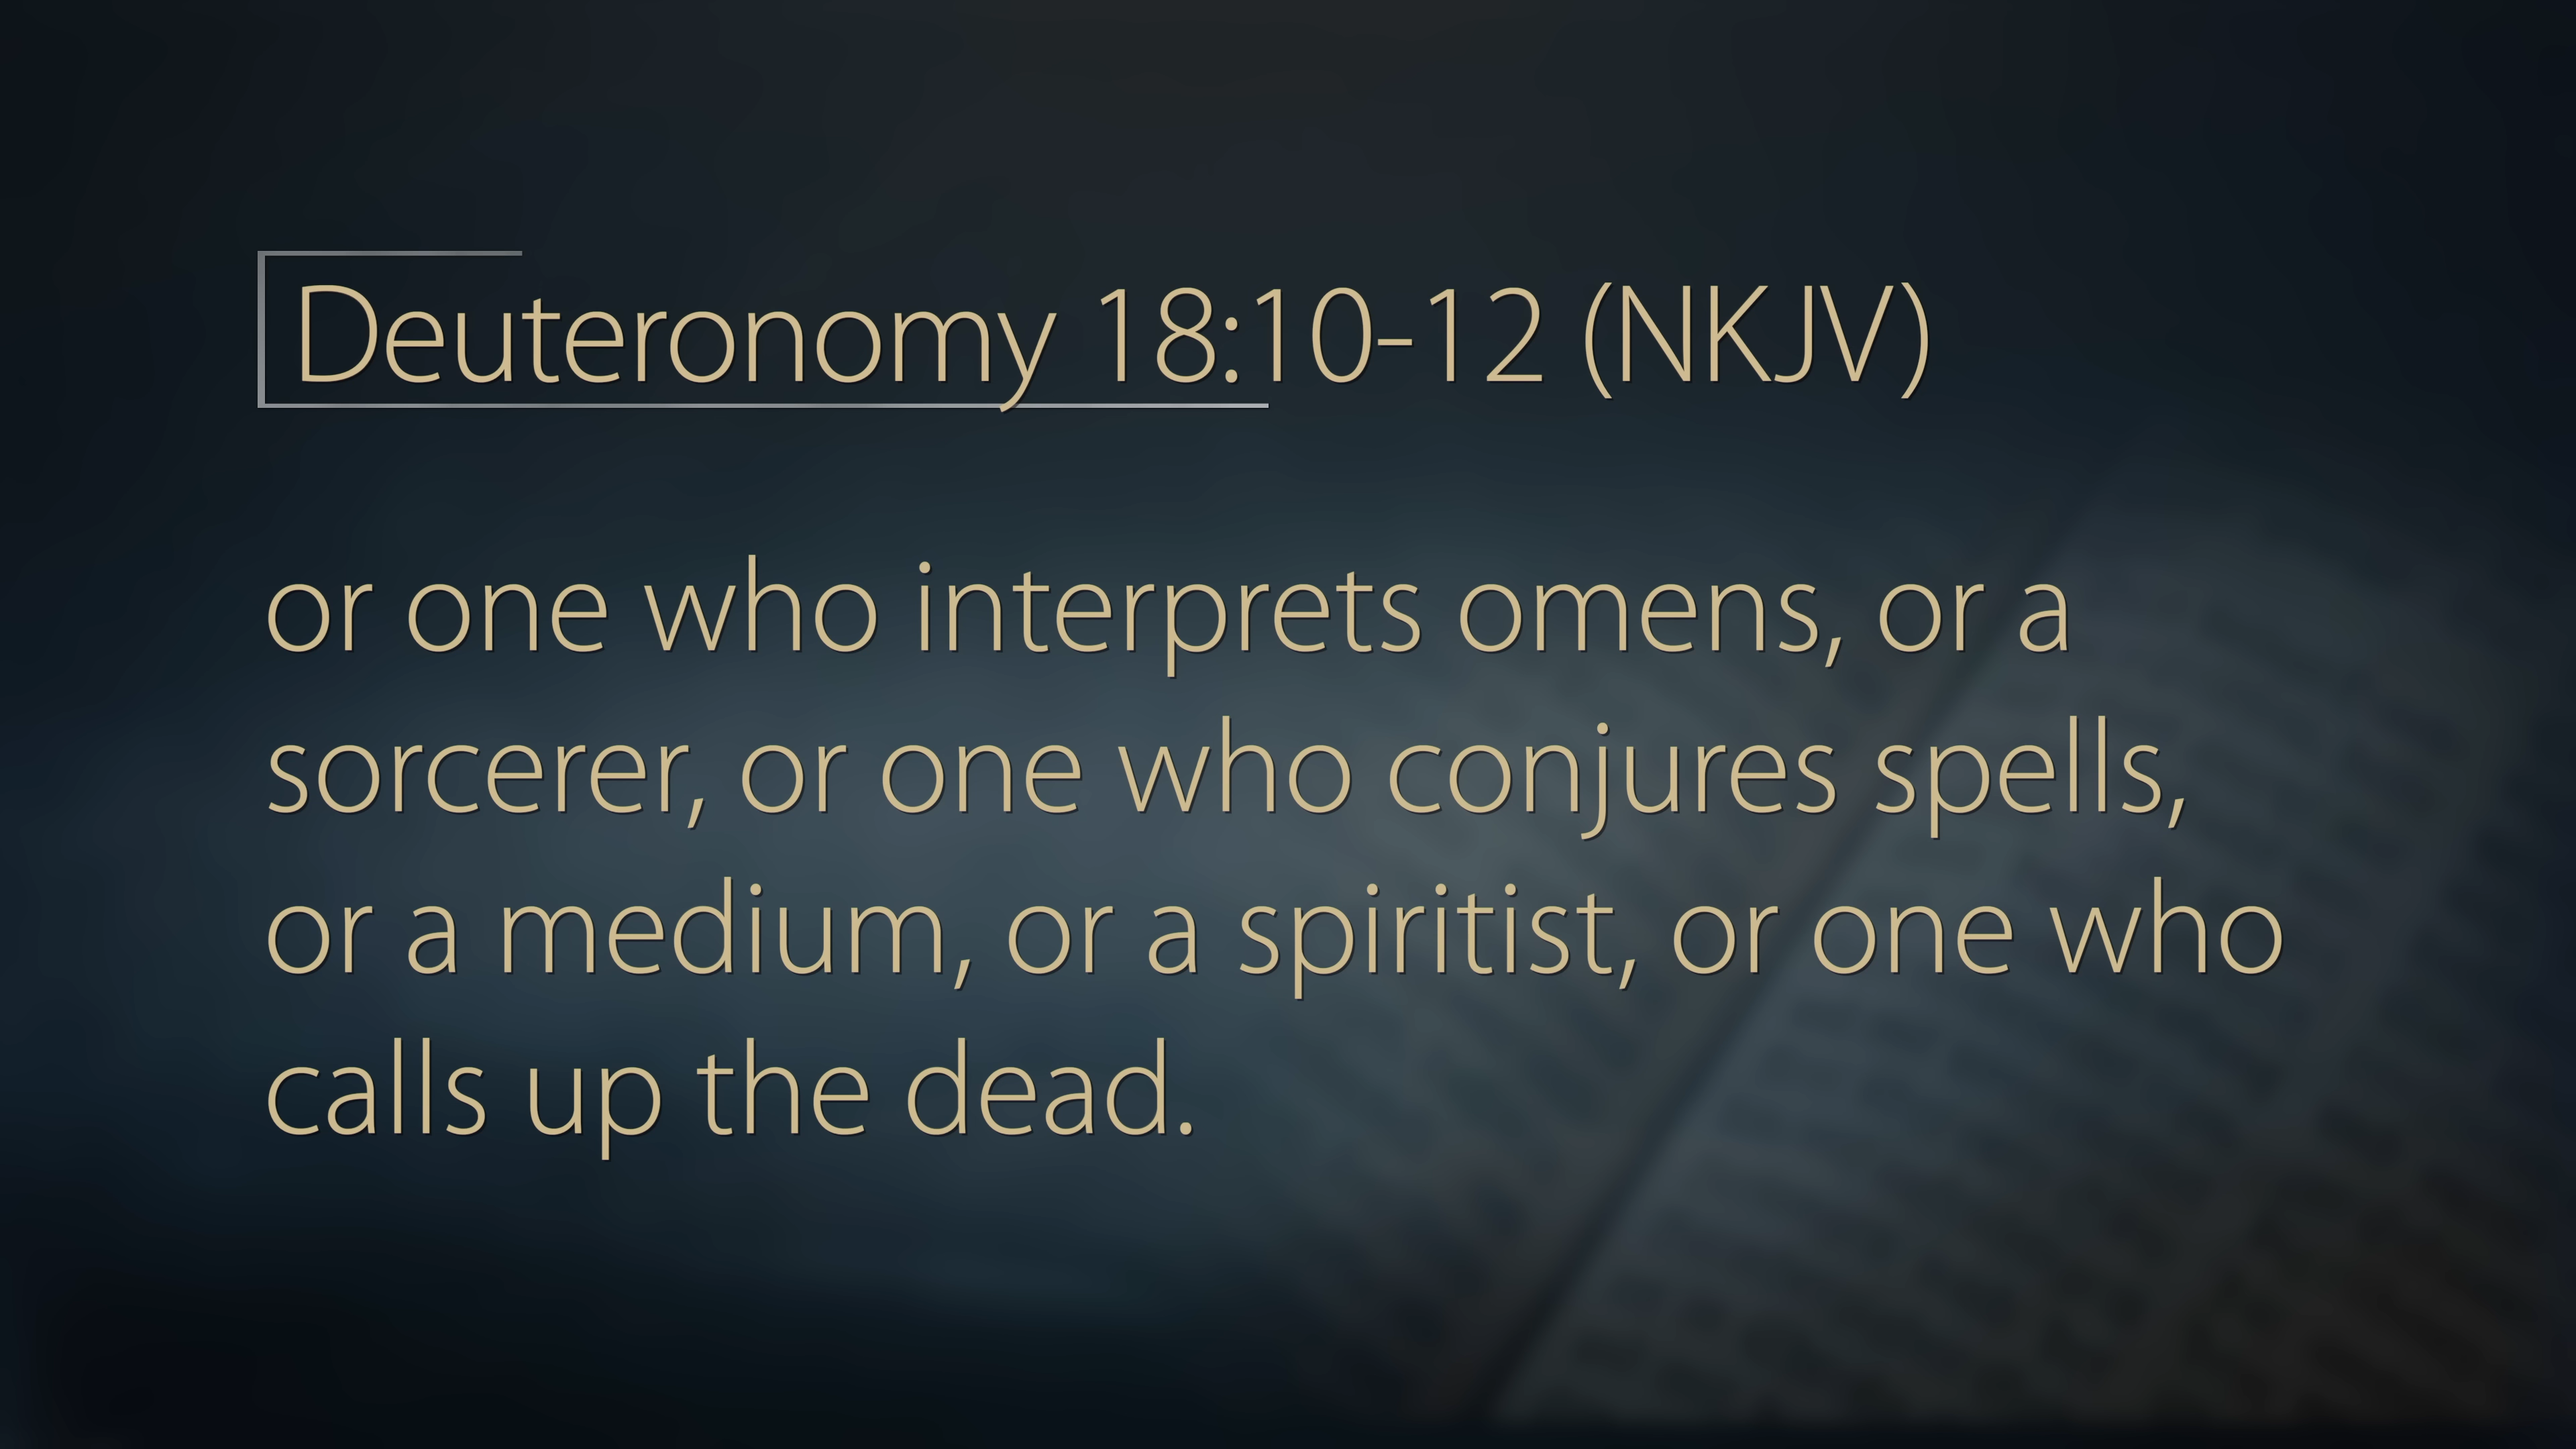 Deuteronomy 18:10-12 (NKJV)
or one who interprets omens, or a
sorcerer, or one who conjures spells,
or a medium, or a spiritist, or one who
calls up the dead.